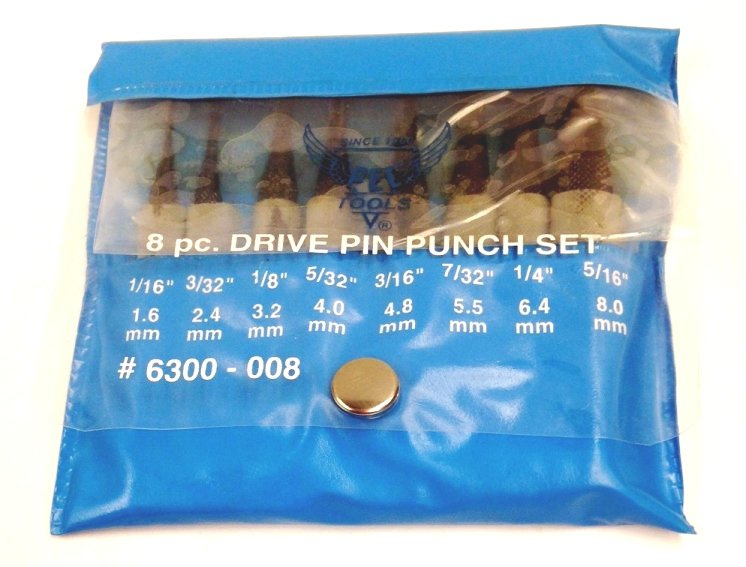 TOOLS
®
8 pc. DRIVE PIN PUNCH SET
1/16" 3/32" 1/8" 5/32" 3/16" 7/32" 1/4" 5/16"
1.6 2.4 3.2 4.0 4.8 5.5 6.4 8.0
mm mm mm mm mm mm mm mm
# 6300 - 008